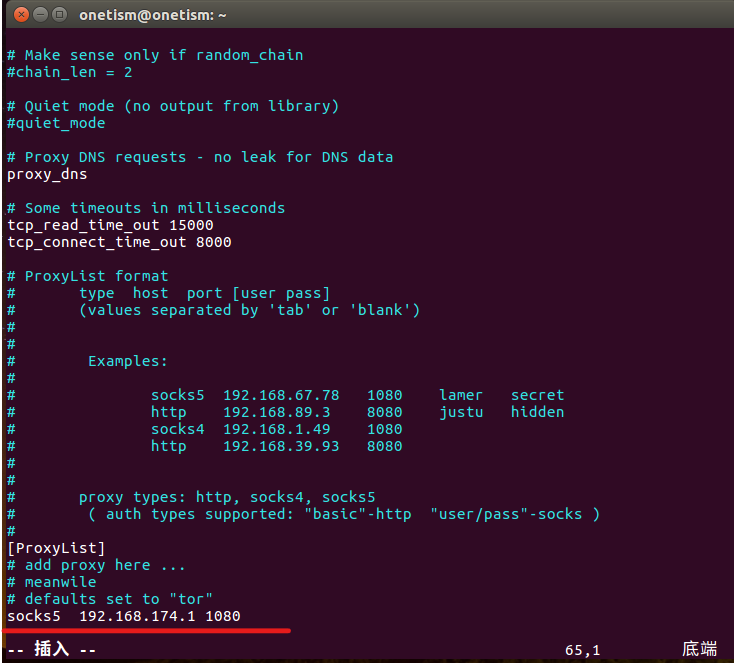 onetism@onetism: ~
# Make sense only if random_chain
#chain_len = 2
# Quiet mode (no output from library)
#quiet_mode
# Proxy DNS requests - no leak for DNS data
proxy_dns
# Some timeouts in milliseconds
tcp_read_time_out 15000
tcp_connect_time_out 8000
# ProxyList format
#       type  host  port [user pass]
#       (values separated by 'tab' or 'blank')
#
#
#        Examples:
#
#               socks5  192.168.67.78   1080    lamer   secret
#               http    192.168.89.3    8080    justu   hidden
#               socks4  192.168.1.49    1080
#               http    192.168.39.93   8080
#
#
#       proxy types: http, socks4, socks5
#        ( auth types supported: "basic"-http  "user/pass"-socks )
#
[ProxyList]
# add proxy here ...
# meanwile
# defaults set to "tor"
socks5  192.168.174.1 1080
-- 插入 -- 65,1 底端